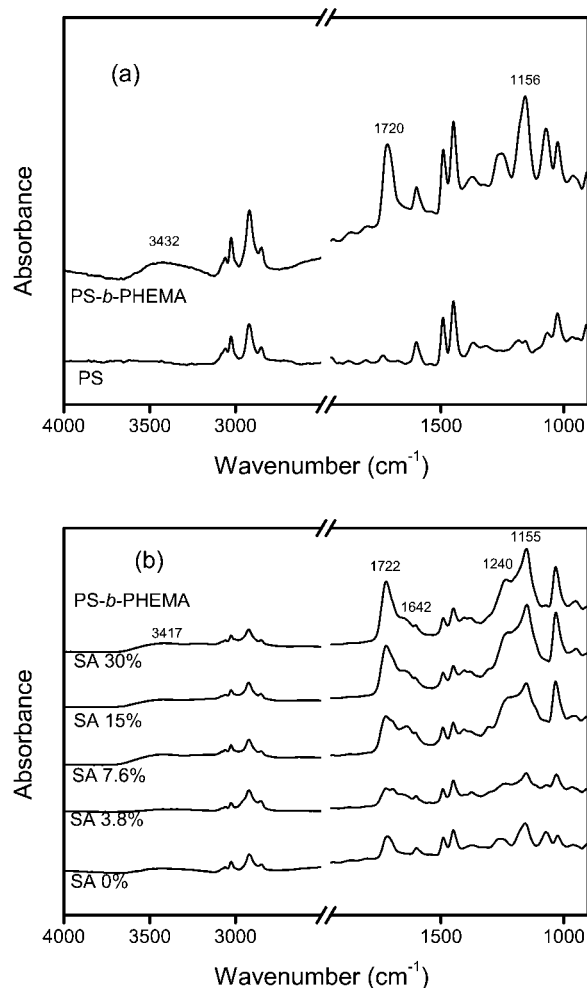 (a)
1156
1720
3432
PS-b-PHEMA
PS
Absorbance
4000 3500 3000 1500 1000
Wavenumber (cm⁻¹)
(b)
1155
1722
1240
PS-b-PHEMA
1642
3417
SA 30%
SA 15%
SA 7.6%
SA 3.8%
SA 0%
Absorbance
4000 3500 3000 1500 1000
Wavenumber (cm⁻¹)